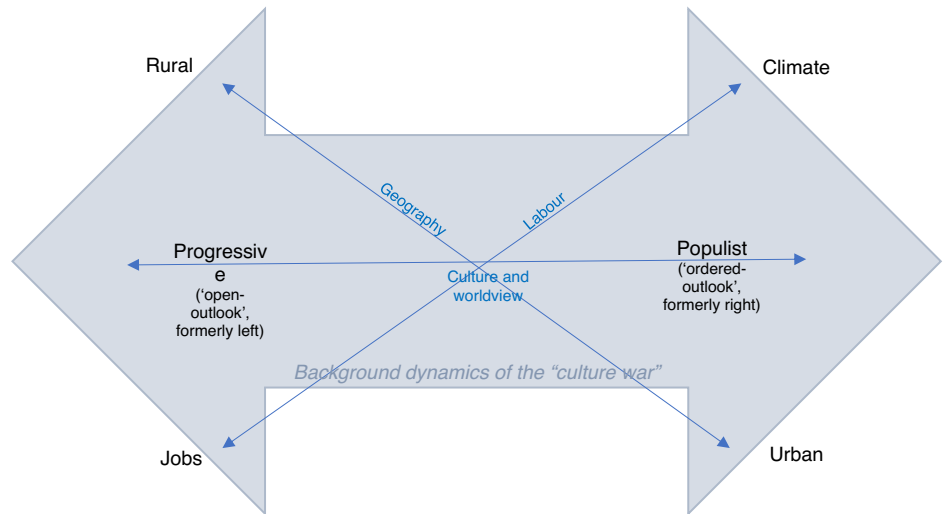 Rural
Climate
Geography
Labour
Progressiv
e
('open-
outlook',
formerly left)
Culture and
worldview
Populist
('ordered-
outlook',
formerly right)
Background dynamics of the “culture war”
Jobs
Urban